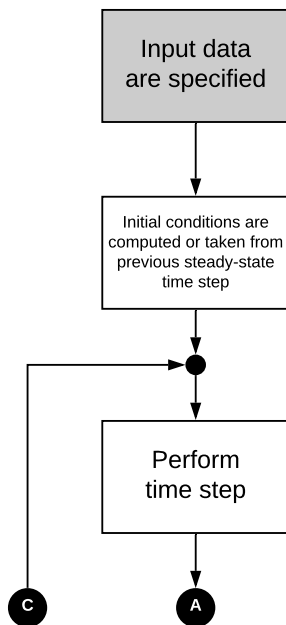 Input data
are specified
Initial conditions are
computed or taken from
previous steady-state
time step
Perform
time step
C
A